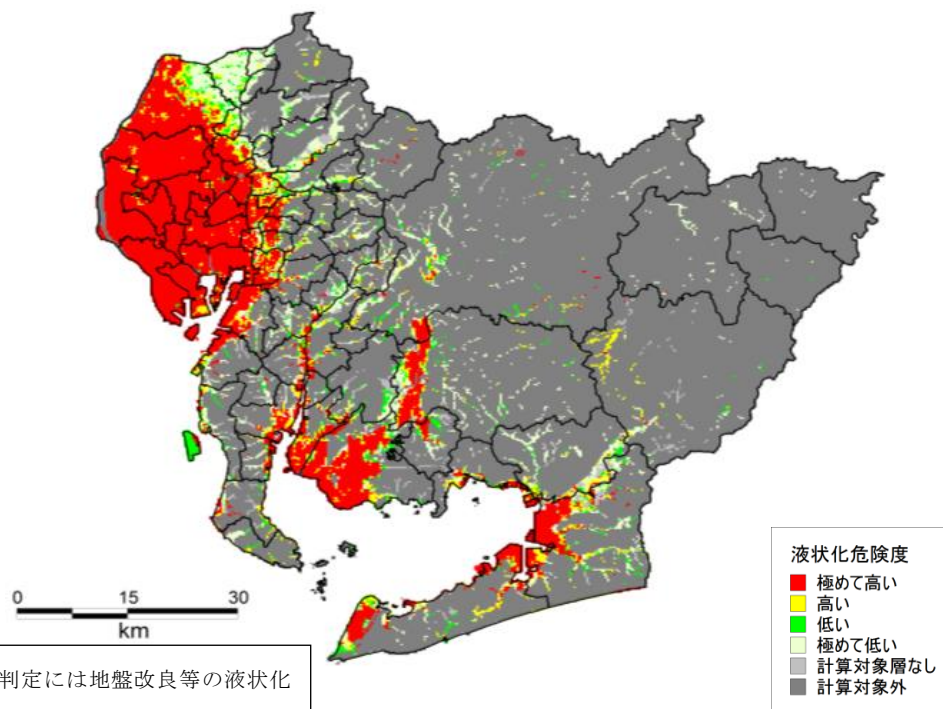 0 15 30
km
判定には地盤改良等の液状化
液状化危険度
極めて高い
高い
低い
極めて低い
計算対象層なし
計算対象外